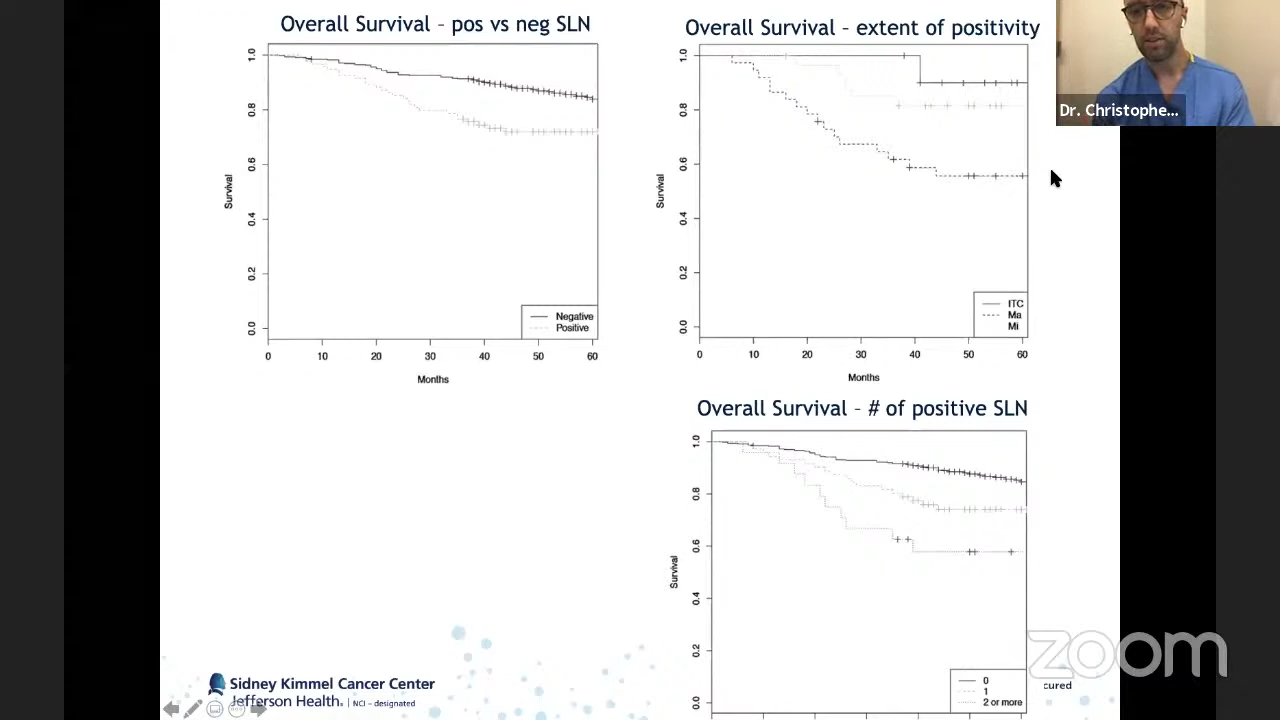 Overall Survival – pos vs neg SLN
Survival
1.0
0.8
0.6
0.4
0.2
0.0
Negative
Positive
0 10 20 30 40 50 60
Months
Overall Survival – extent of positivity
Survival
1.0
0.8
0.6
0.4
0.2
0.0
ITC
Ma
Mi
0 10 20 30 40 50 60
Months
Dr. Christophe...
Overall Survival – # of positive SLN
Survival
1.0
0.8
0.6
0.4
0.2
0.0
0
1
2 or more
cured
zoom
Sidney Kimmel Cancer Center
Jefferson Health. | NCI – designated